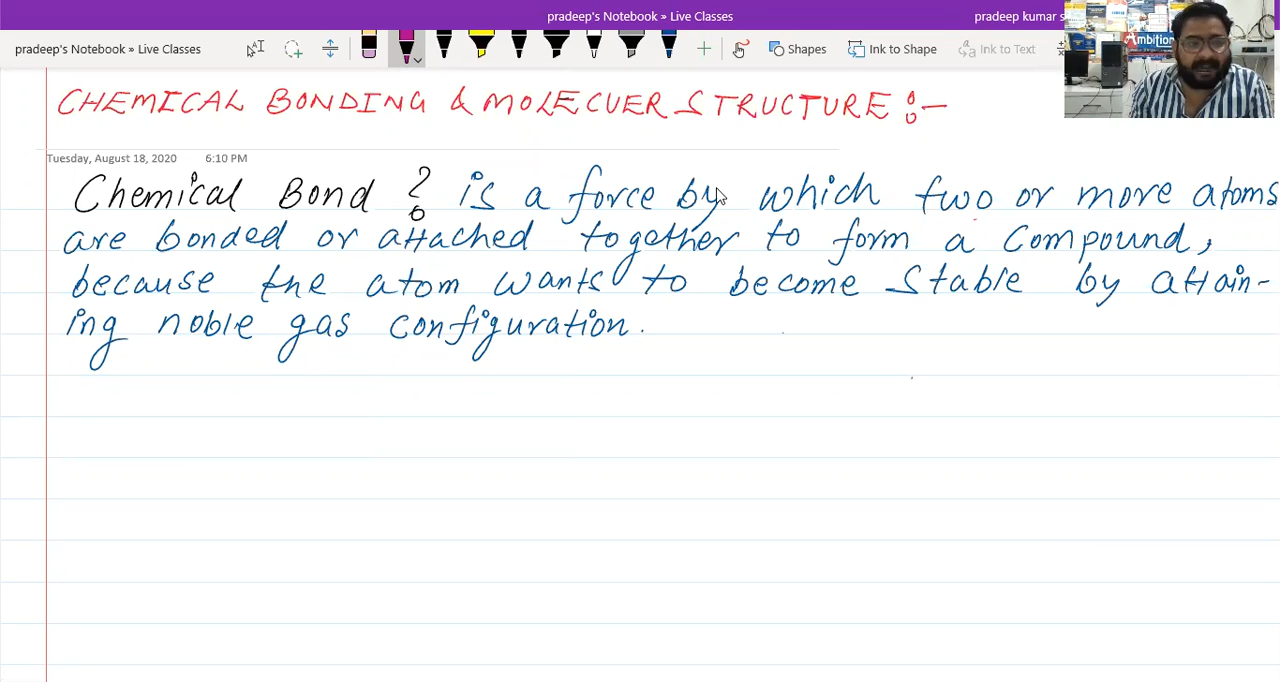 pradeep's Notebook » Live Classes
pradeep kumar s
pradeep's Notebook » Live Classes
Shapes
Ink to Shape
Ink to Text
Ambition
CHEMICAL BONDING & MOLECUER STRUCTURE :-
Tuesday, August 18, 2020 6:10 PM
Chemical Bond ? is a force by which two or more atoms
are bonded or attached together to form a compound,
because the atom wants to become stable by attain-
ing noble gas configuration.